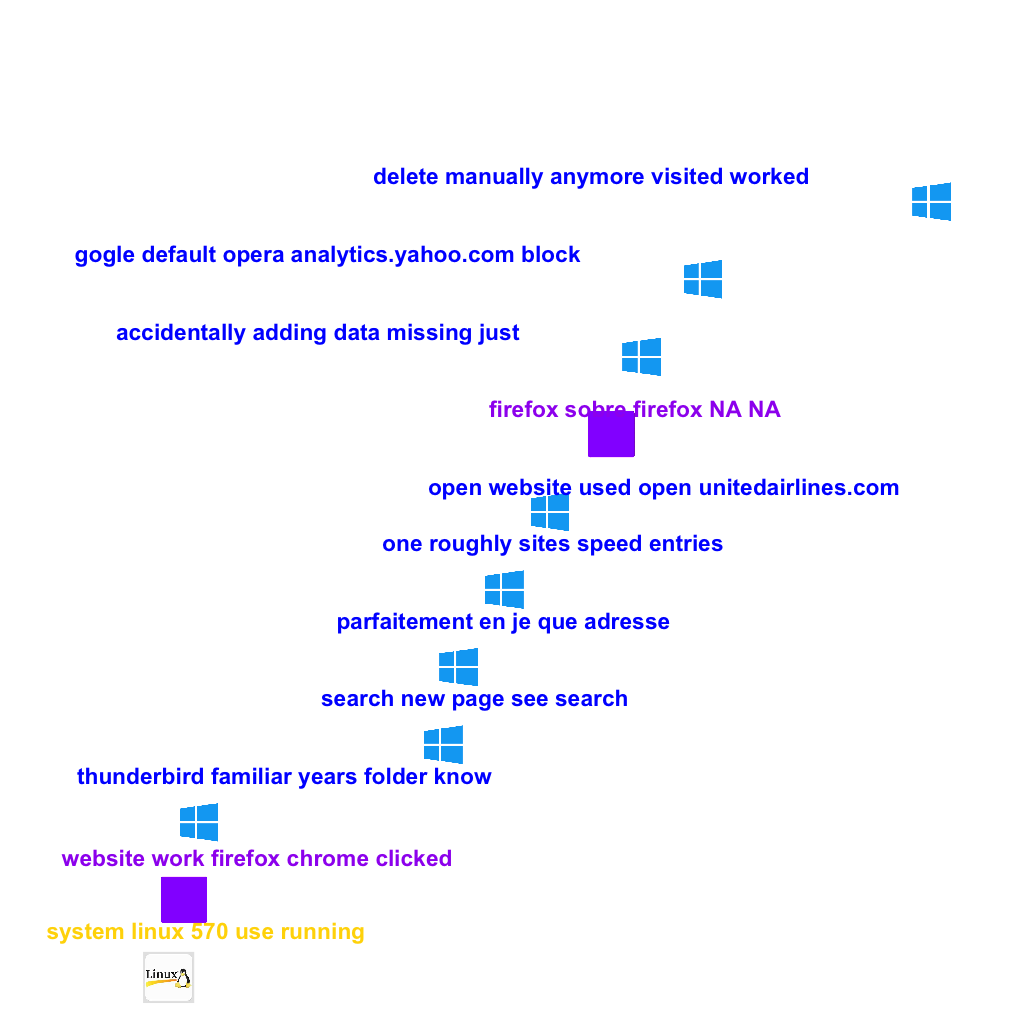 delete manually anymore visited worked
gogle default opera analytics.yahoo.com block
accidentally adding data missing just
firefox sobre firefox NA NA
open website used open unitedairlines.com
one roughly sites speed entries
parfaitement en je que adresse
search new page see search
thunderbird familiar years folder know
website work firefox chrome clicked
system linux 570 use running
Linux